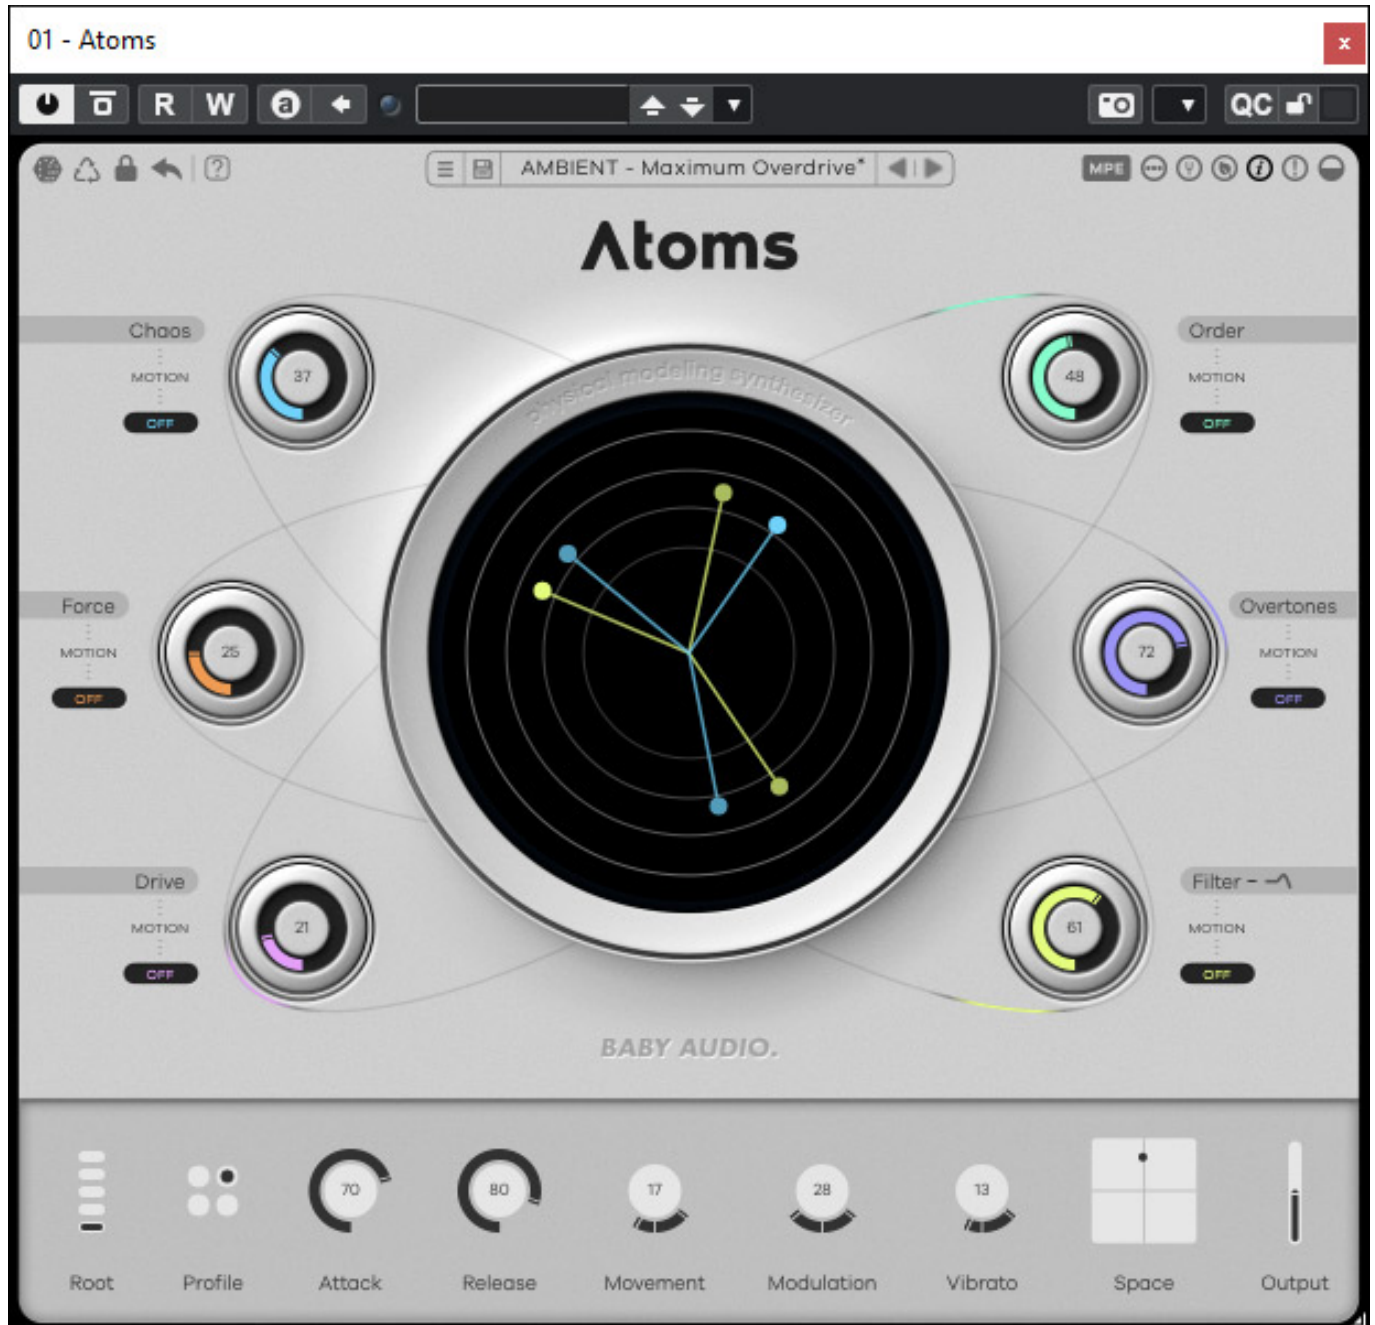 01 - Atoms
x
R W a QC
? AMBIENT - Maximum Overdrive* MPE i !
Atoms
physical modeling synthesizer
Chaos
MOTION
OFF
37
Order
MOTION
OFF
48
Force
MOTION
OFF
25
Overtones
MOTION
OFF
72
Drive
MOTION
OFF
21
Filter -
MOTION
OFF
61
BABY AUDIO.
70 80 17 28 13
Root Profile Attack Release Movement Modulation Vibrato Space Output